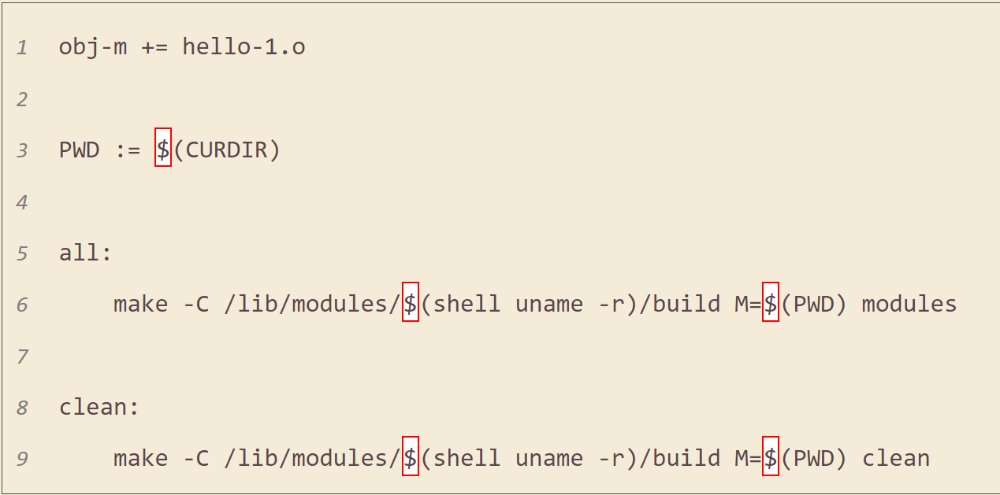 1 obj-m += hello-1.o
2
3 PWD := $(CURDIR)
4
5 all:
6     make -C /lib/modules/$(shell uname -r)/build M=$(PWD) modules
7
8 clean:
9     make -C /lib/modules/$(shell uname -r)/build M=$(PWD) clean